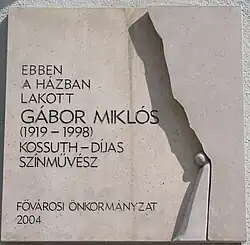 EBBEN
A HÁZBAN
LAKOTT
GÁBOR MIKLÓS
(1919 – 1998)
KOSSUTH – DÍJAS
SZÍNMŰVÉSZ
FŐVÁROSI ÖNKORMÁNYZAT
2004